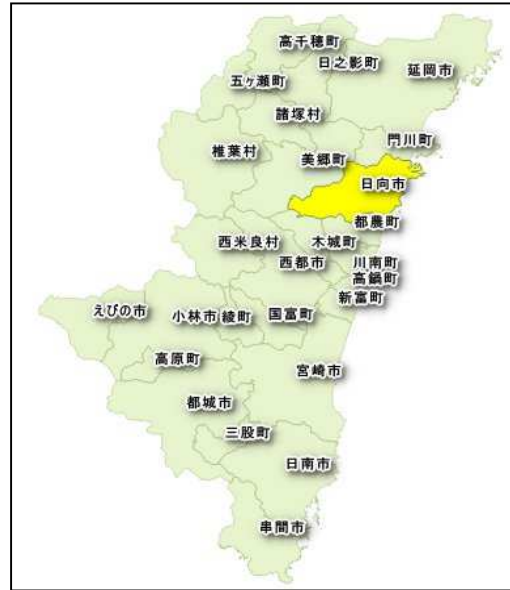 高千穂町
日之影町
延岡市
五ヶ瀬町
諸塚村
門川町
椎葉村
美郷町
日向市
都農町
西米良村
木城町
西都市
川南町
高鍋町
新富町
えびの市
小林市
綾町
国富町
高原町
宮崎市
都城市
三股町
日南市
串間市